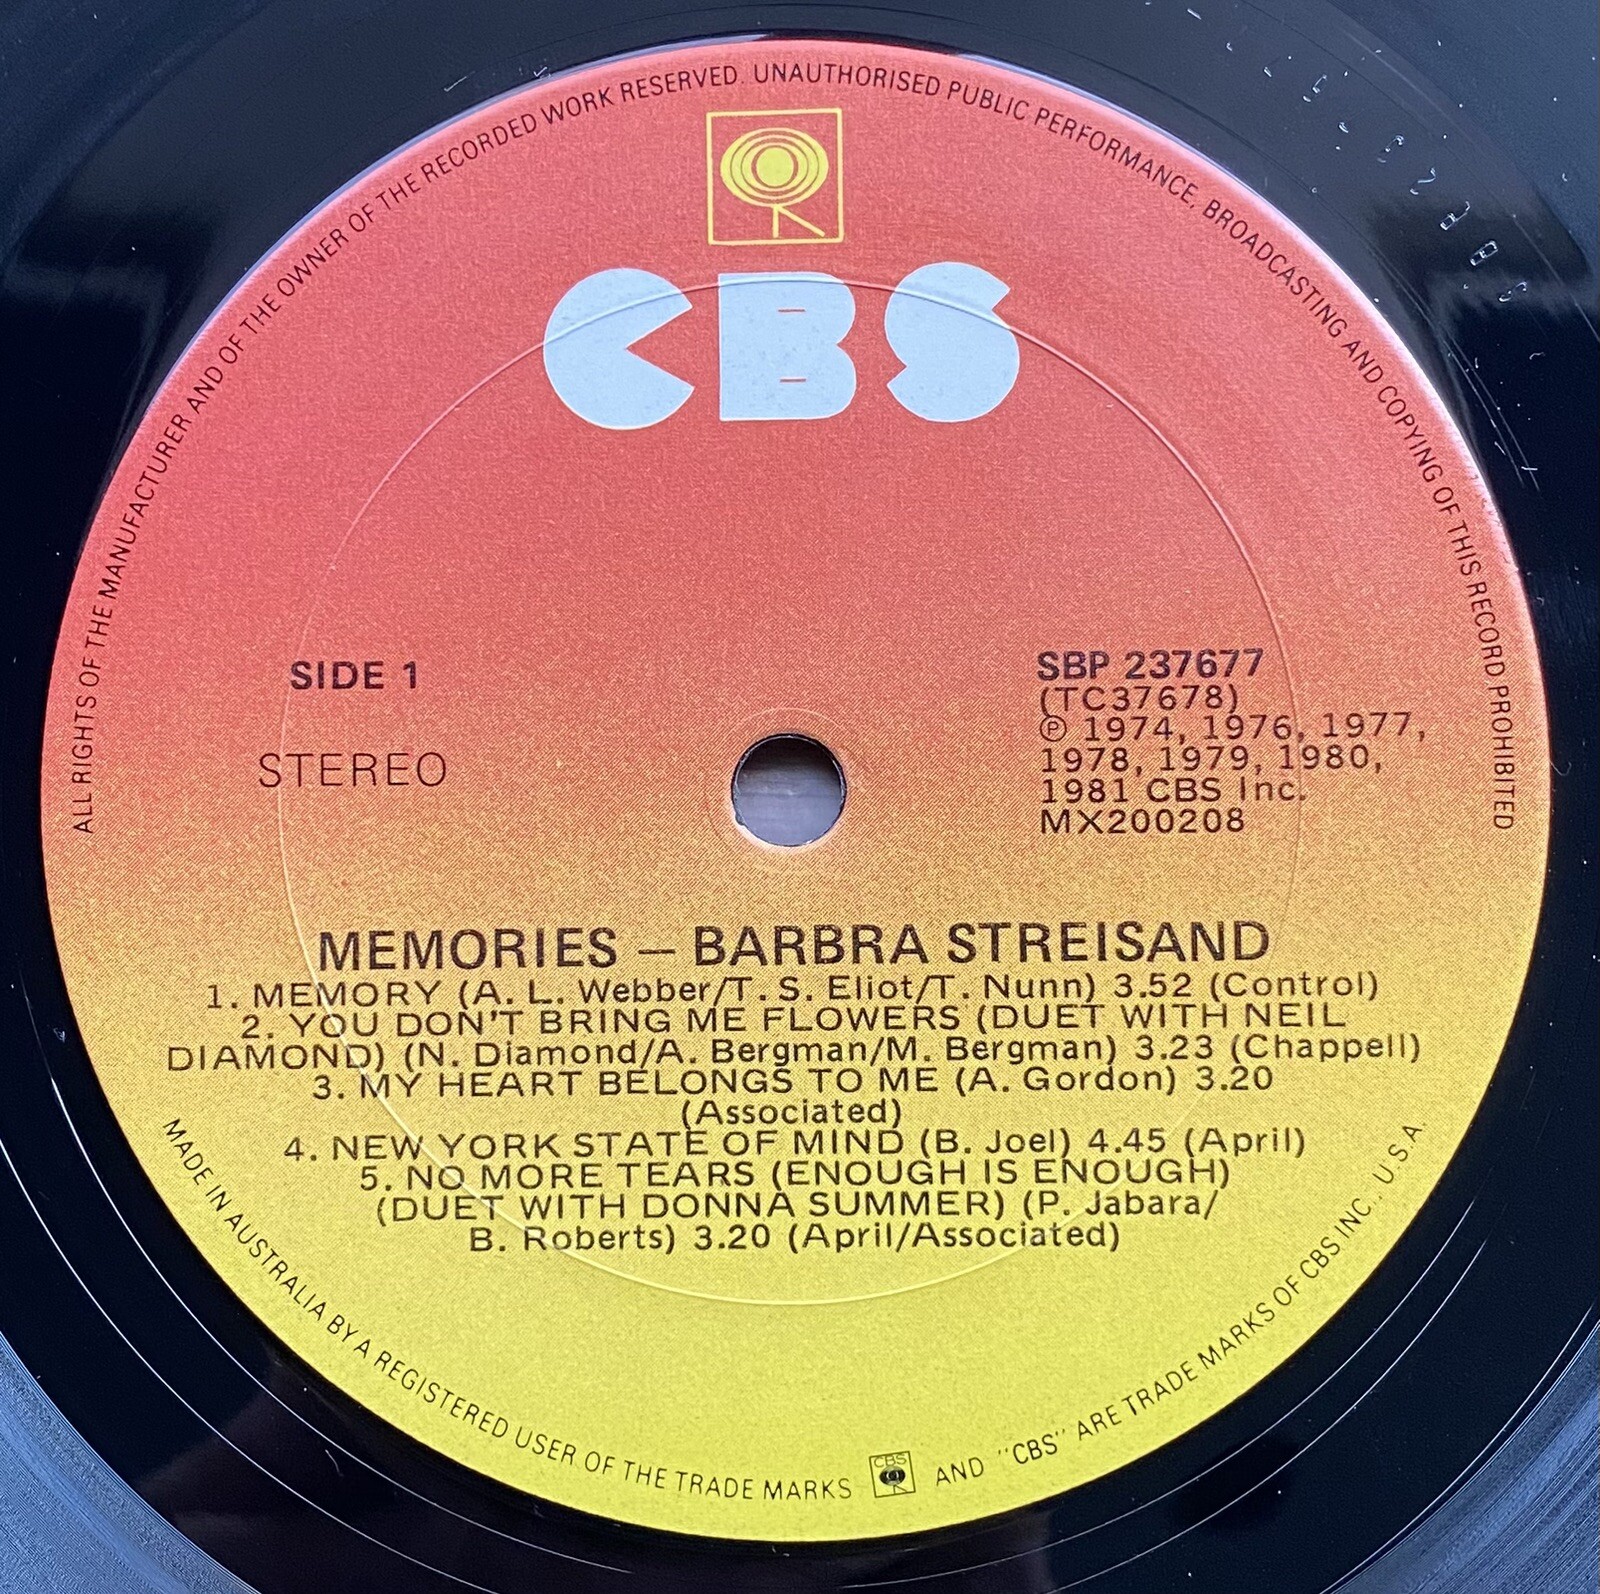 ALL RIGHTS OF THE MANUFACTURER AND OF THE OWNER OF THE RECORDED WORK RESERVED. UNAUTHORISED PUBLIC PERFORMANCE, BROADCASTING AND COPYING OF THIS RECORD PROHIBITED
CBS
SIDE 1
STEREO
SBP 237677
(TC37678)
℗ 1974, 1976, 1977,
1978, 1979, 1980,
1981 CBS Inc.
MX200208
MEMORIES – BARBRA STREISAND
1. MEMORY (A. L. Webber/T. S. Eliot/T. Nunn) 3.52 (Control)
2. YOU DON'T BRING ME FLOWERS (DUET WITH NEIL
DIAMOND) (N. Diamond/A. Bergman/M. Bergman) 3.23 (Chappell)
3. MY HEART BELONGS TO ME (A. Gordon) 3.20
(Associated)
4. NEW YORK STATE OF MIND (B. Joel) 4.45 (April)
5. NO MORE TEARS (ENOUGH IS ENOUGH)
(DUET WITH DONNA SUMMER) (P. Jabara/
B. Roberts) 3.20 (April/Associated)
MADE IN AUSTRALIA BY A REGISTERED USER OF THE TRADE MARKS CBS AND "CBS" ARE TRADE MARKS OF CBS INC., U.S.A.